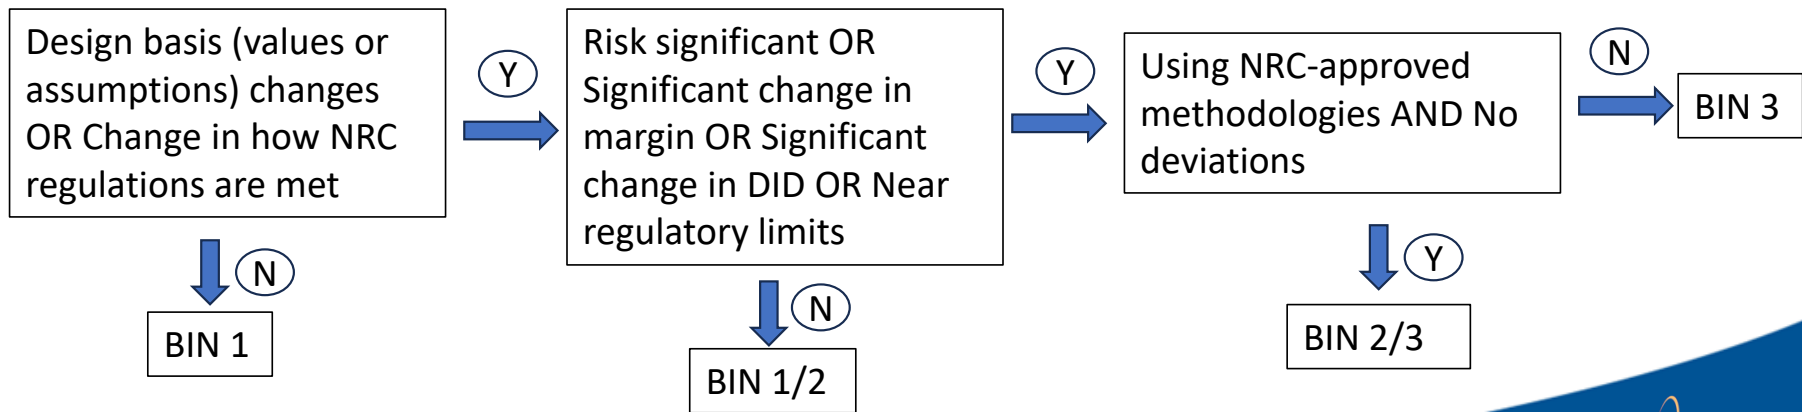 Design basis (values or
assumptions) changes
OR Change in how NRC
regulations are met
Y
Risk significant OR
Significant change in
margin OR Significant
change in DID OR Near
regulatory limits
Y
Using NRC-approved
methodologies AND No
deviations
N
BIN 3
N
BIN 1
N
BIN 1/2
Y
BIN 2/3